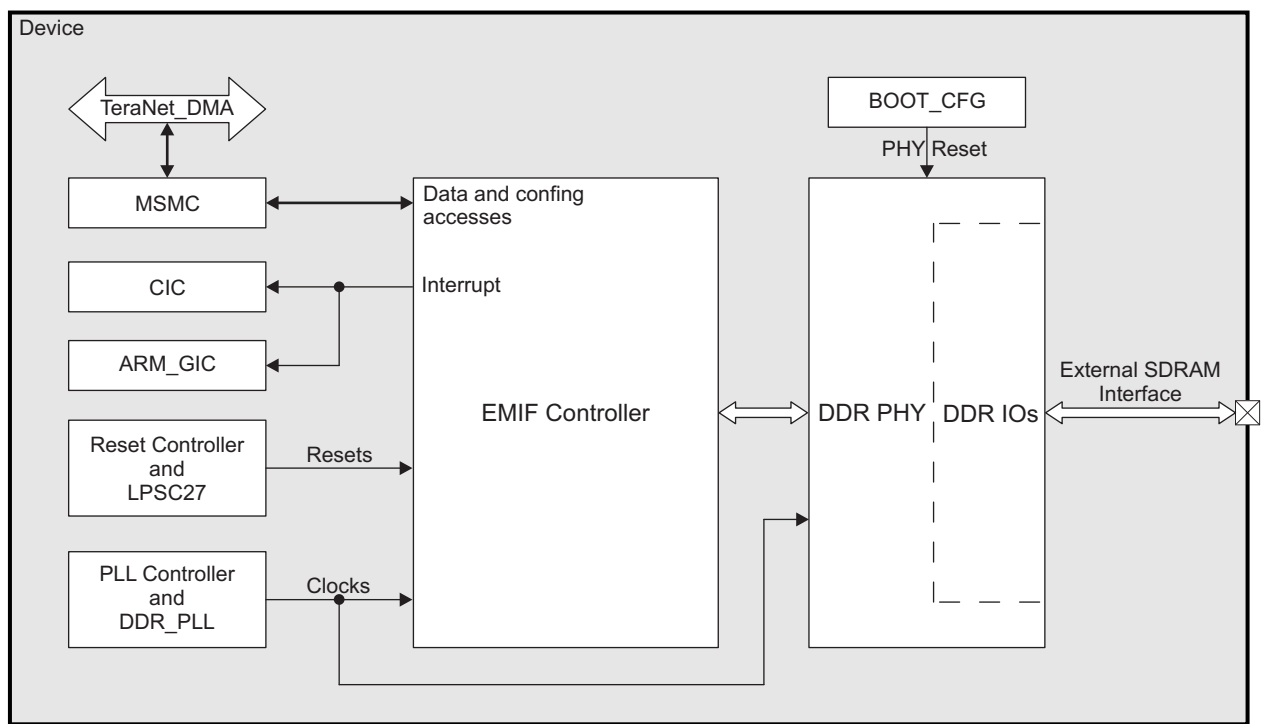 Device
TeraNet_DMA
BOOT_CFG
PHY Reset
MSMC
Data and confing
accesses
CIC
Interrupt
ARM_GIC
EMIF Controller
DDR PHY
DDR IOs
External SDRAM
Interface
Reset Controller
and
LPSC27
Resets
PLL Controller
and
DDR_PLL
Clocks